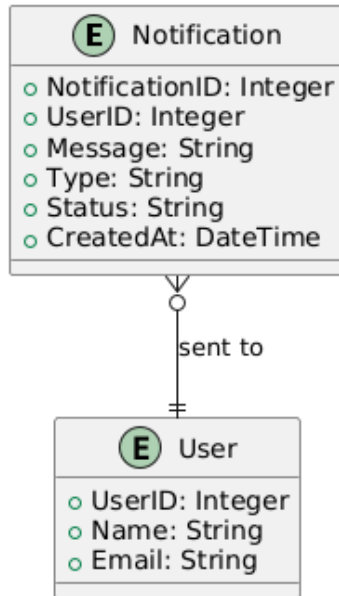 E Notification
NotificationID: Integer
UserID: Integer
Message: String
Type: String
Status: String
CreatedAt: DateTime
sent to
E User
UserID: Integer
Name: String
Email: String